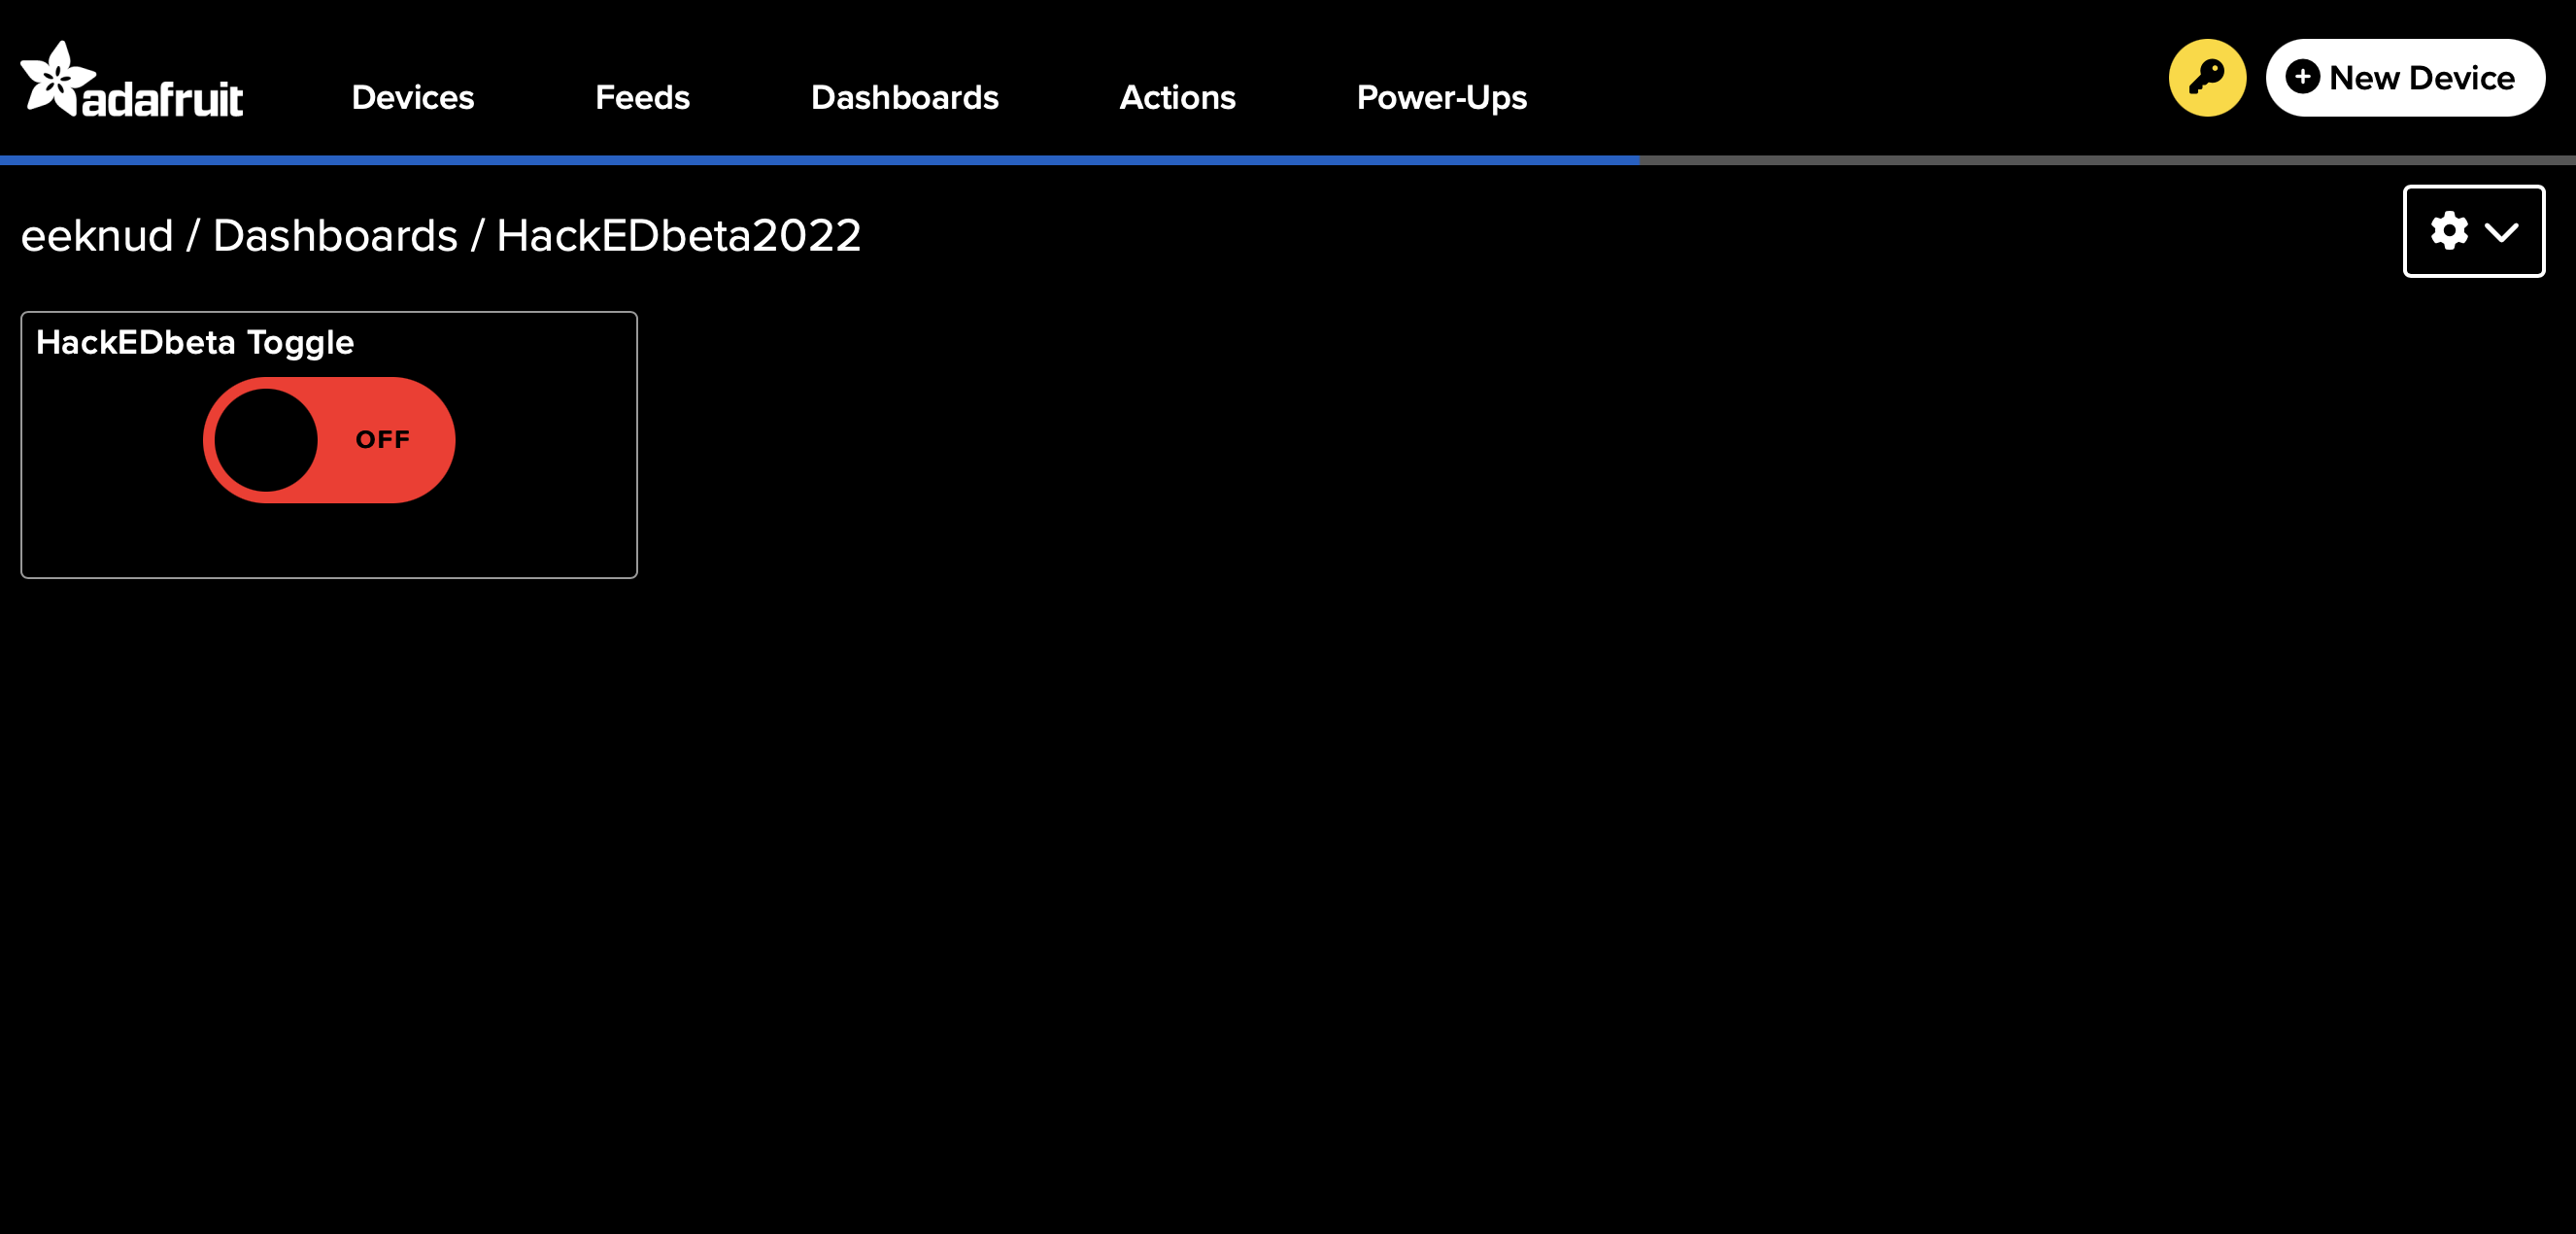 adafruit
Devices Feeds Dashboards Actions Power-Ups
New Device
eeknud / Dashboards / HackEDbeta2022
HackEDbeta Toggle
OFF